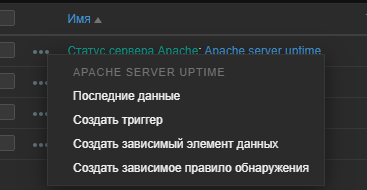 Имя
Статус сервера Apache: Apache server uptime
APACHE SERVER UPTIME
Последние данные
Создать триггер
Создать зависимый элемент данных
Создать зависимое правило обнаружения